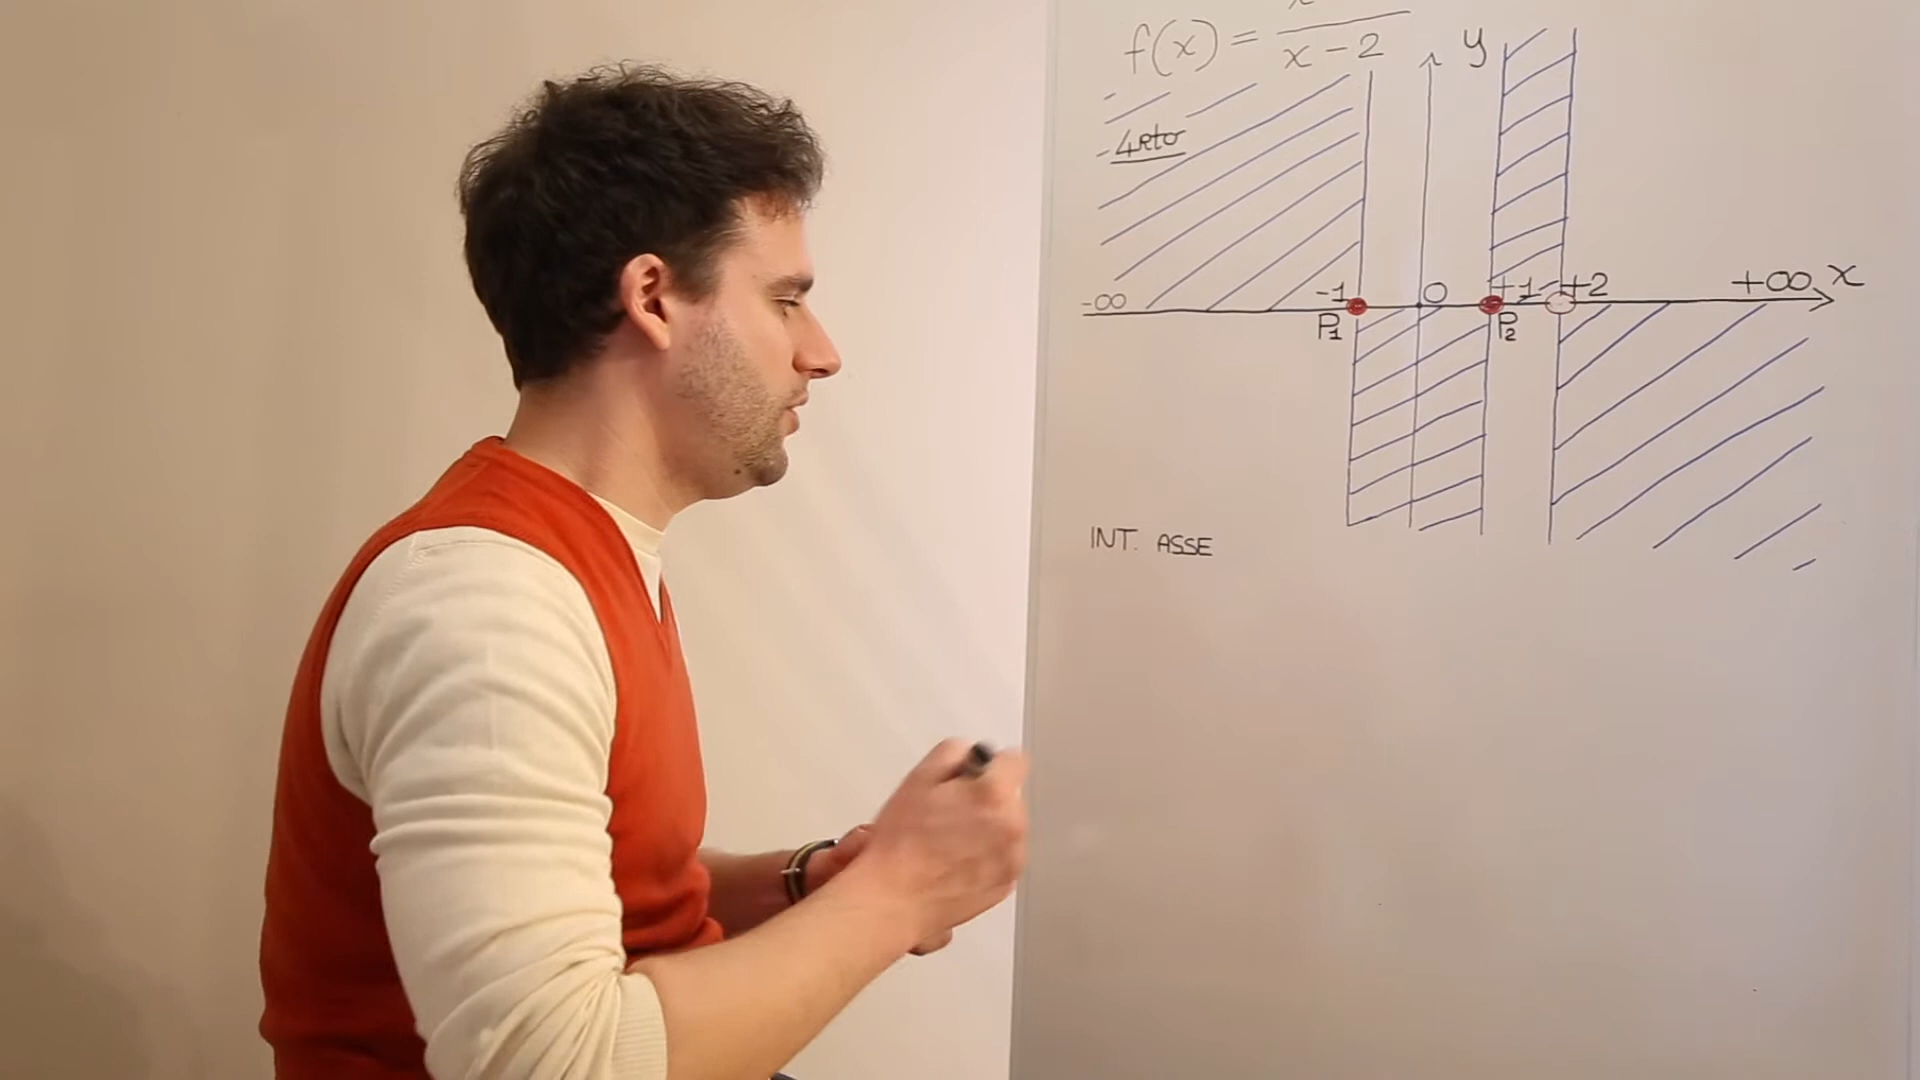 f(x) = x - 2
y
4rto
-∞ -1 0 +1 +2 +∞ x
P1 P2
INT. ASSE